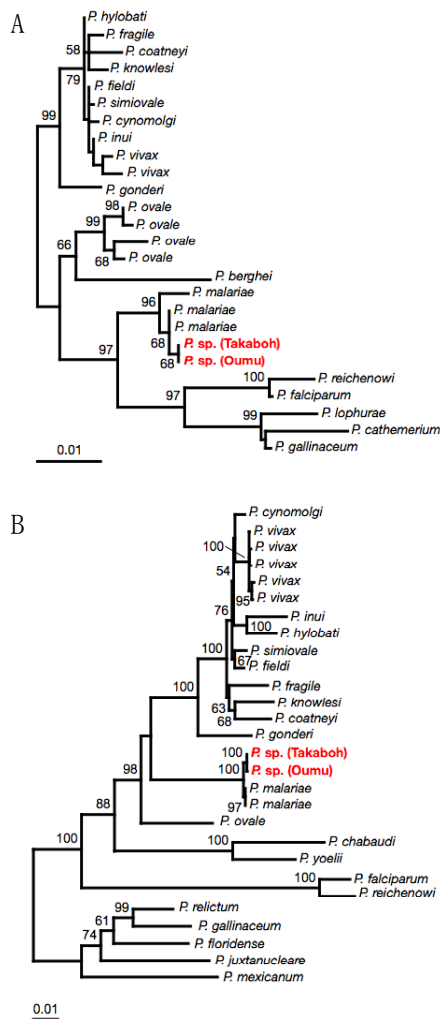 A
P. hylobati
P. fragile
58
P. coatneyi
P. knowlesi
79
P. fieldi
P. simiovale
99
P. cynomolgi
P. inui
P. vivax
P. vivax
P. gonderi
98
P. ovale
99
P. ovale
66
P. ovale
68
P. ovale
P. berghei
P. malariae
96
P. malariae
P. malariae
68
P. sp. (Takaboh)
97
68
P. sp. (Oumu)
100
P. reichenowi
97
P. falciparum
99
P. lophurae
P. cathemerium
P. gallinaceum
0.01
B
P. cynomolgi
P. vivax
100
P. vivax
P. vivax
54
P. vivax
95
P. vivax
76
P. inui
100
P. hylobati
100
P. simiovale
67
P. fieldi
100
P. fragile
63
P. knowlesi
68
P. coatneyi
P. gonderi
100
P. sp. (Takaboh)
98
100
P. sp. (Oumu)
P. malariae
97
P. malariae
88
P. ovale
100
P. chabaudi
100
P. yoelii
100
P. falciparum
P. reichenowi
99
P. relictum
61
P. gallinaceum
74
P. floridense
P. juxtanucleare
P. mexicanum
0.01